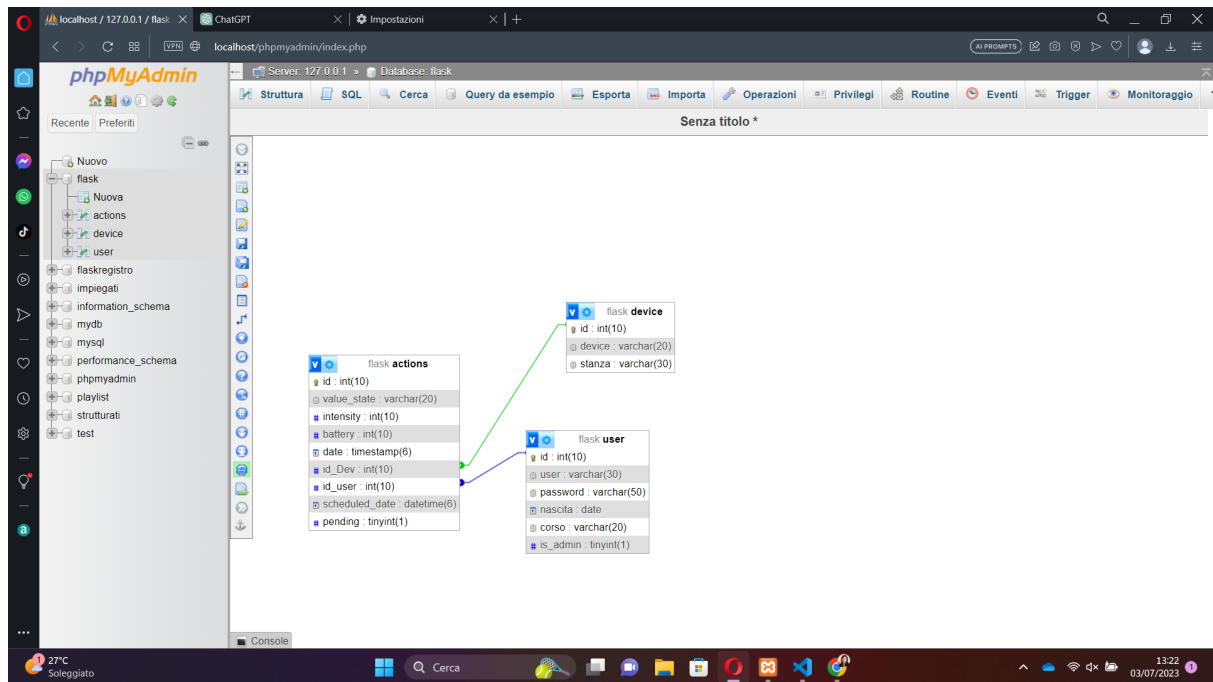 localhost / 127.0.0.1 / flask
ChatGPT
Impostazioni
VPN
localhost/phpmyadmin/index.php
AI PROMPTS
phpMyAdmin
Recente Preferiti
Nuovo
flask
Nuova
actions
device
user
flaskregistro
impiegati
information_schema
mydb
mysql
performance_schema
phpmyadmin
playlist
strutturati
test
Server: 127.0.0.1 » Database: flask
Struttura SQL Cerca Query da esempio Esporta Importa Operazioni Privilegi Routine Eventi Trigger Monitoraggio
Senza titolo *
flask device
id : int(10)
device : varchar(20)
stanza : varchar(30)
flask actions
id : int(10)
value_state : varchar(20)
intensity : int(10)
battery : int(10)
date : timestamp(6)
id_Dev : int(10)
id_user : int(10)
scheduled_date : datetime(6)
pending : tinyint(1)
flask user
id : int(10)
user : varchar(30)
password : varchar(50)
nascita : date
corso : varchar(20)
is_admin : tinyint(1)
Console
1
27°C
Soleggiato
Cerca
13:22
03/07/2023
1